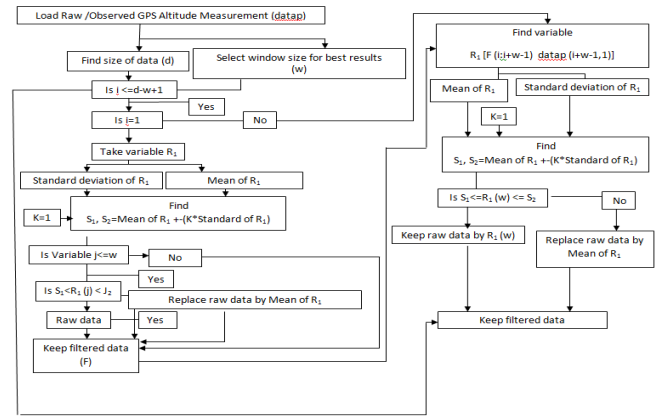 Load Raw /Observed GPS Altitude Measurement (datap)
Find size of data (d)
Select window size for best results
(w)
Is i <=d-w+1
Yes
Is i=1
No
Take variable R1
Standard deviation of R1
Mean of R1
Find
S1, S2=Mean of R1 +-(K*Standard of R1)
K=1
Is Variable j<=w
No
Yes
Is S1<R1 (j) < J2
Replace raw data by Mean of R1
Raw data
Yes
Keep filtered data
(F)
Find variable
R1 [F (i:i+w-1) datap (i+w-1,1)]
Mean of R1
Standard deviation of R1
K=1
Find
S1, S2=Mean of R1 +-(K*Standard of R1)
Is S1<=R1 (w) <= S2
No
Keep raw data by R1 (w)
Replace raw data by
Mean of R1
Keep filtered data